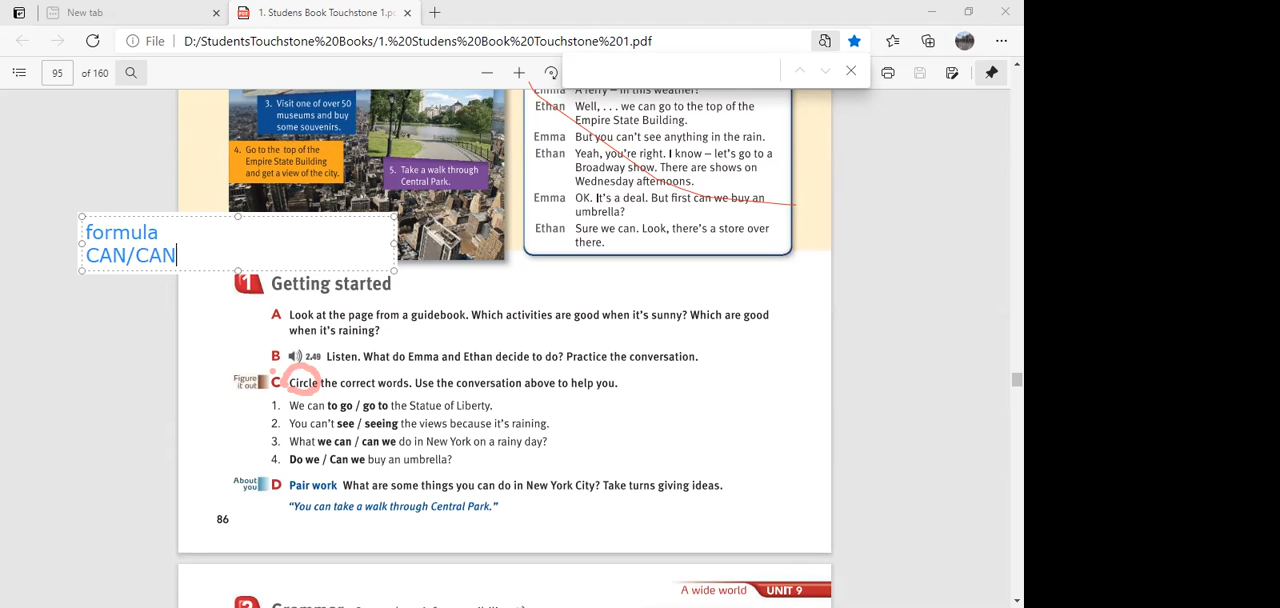 New tab
1. Studens Book Touchstone 1.p
File
D:/StudentsTouchstone%20Books/1.%20Studens%20Book%20Touchstone%201.pdf
95
of 160
3. Visit one of over 50
museums and buy
some souvenirs.
4. Go to the top of the
Empire State Building
and get a view of the city.
5. Take a walk through
Central Park.
Emma A ferry – in this weather?
Ethan Well, . . . we can go to the top of the
Empire State Building.
Emma But you can't see anything in the rain.
Ethan Yeah, you're right. I know – let's go to a
Broadway show. There are shows on
Wednesday afternoons.
Emma OK. It's a deal. But first can we buy an
umbrella?
Ethan Sure we can. Look, there's a store over
there.
formula
CAN/CAN
1 Getting started
A Look at the page from a guidebook. Which activities are good when it's sunny? Which are good
when it's raining?
B 2.49 Listen. What do Emma and Ethan decide to do? Practice the conversation.
Figure
it out
C Circle the correct words. Use the conversation above to help you.
1. We can to go / go to the Statue of Liberty.
2. You can't see / seeing the views because it's raining.
3. What we can / can we do in New York on a rainy day?
4. Do we / Can we buy an umbrella?
About
you
D Pair work What are some things you can do in New York City? Take turns giving ideas.
"You can take a walk through Central Park."
86
A wide world UNIT 9